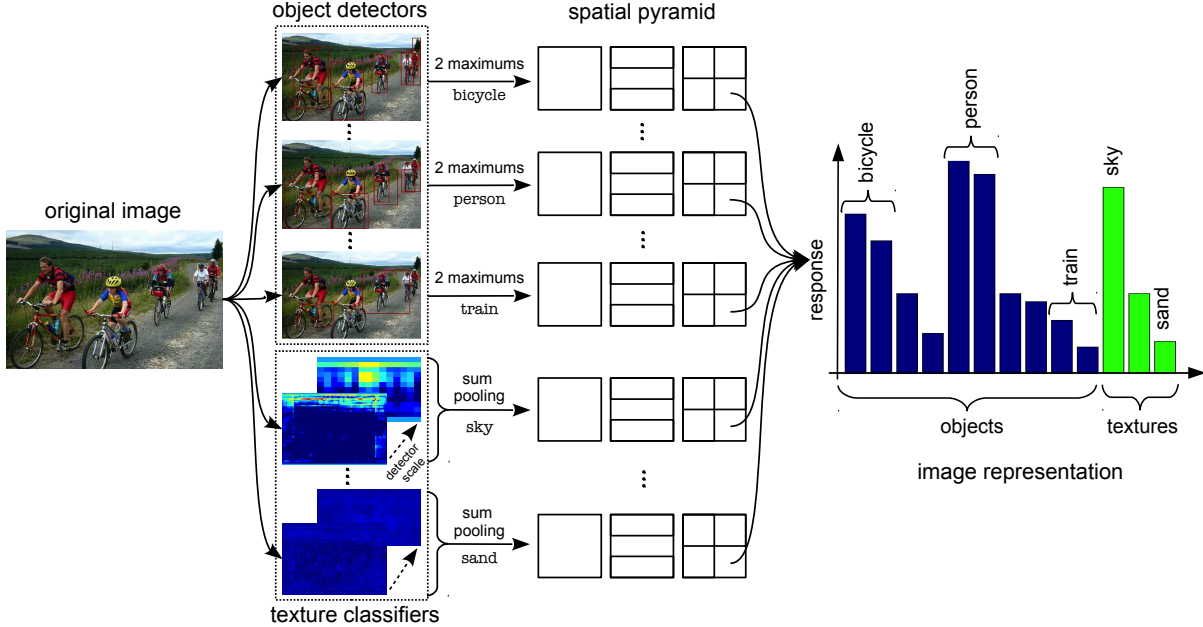 object detectors
spatial pyramid
original image
2 maximums
bicycle
2 maximums
person
2 maximums
train
sum
pooling
sky
detector
scale
sum
pooling
sand
texture classifiers
response
bicycle
person
train
sky
sand
objects
textures
image representation